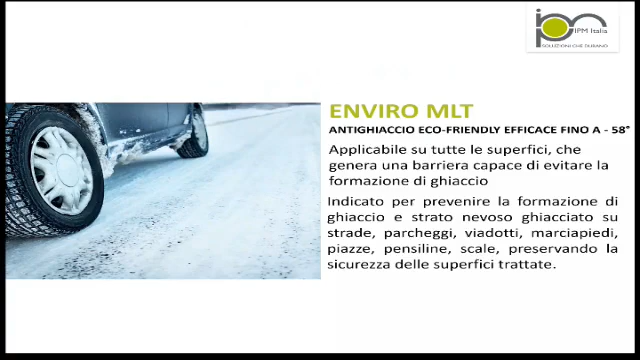 ipm
IPM Italia
SOLUZIONI CHE DURANO
ENVIRO MLT
ANTIGHIACCIO ECO-FRIENDLY EFFICACE FINO A - 58°
Applicabile su tutte le superfici, che
genera una barriera capace di evitare la
formazione di ghiaccio
Indicato per prevenire la formazione di
ghiaccio e strato nevoso ghiacciato su
strade, parcheggi, viadotti, marciapiedi,
piazze, pensiline, scale, preservando la
sicurezza delle superfici trattate.